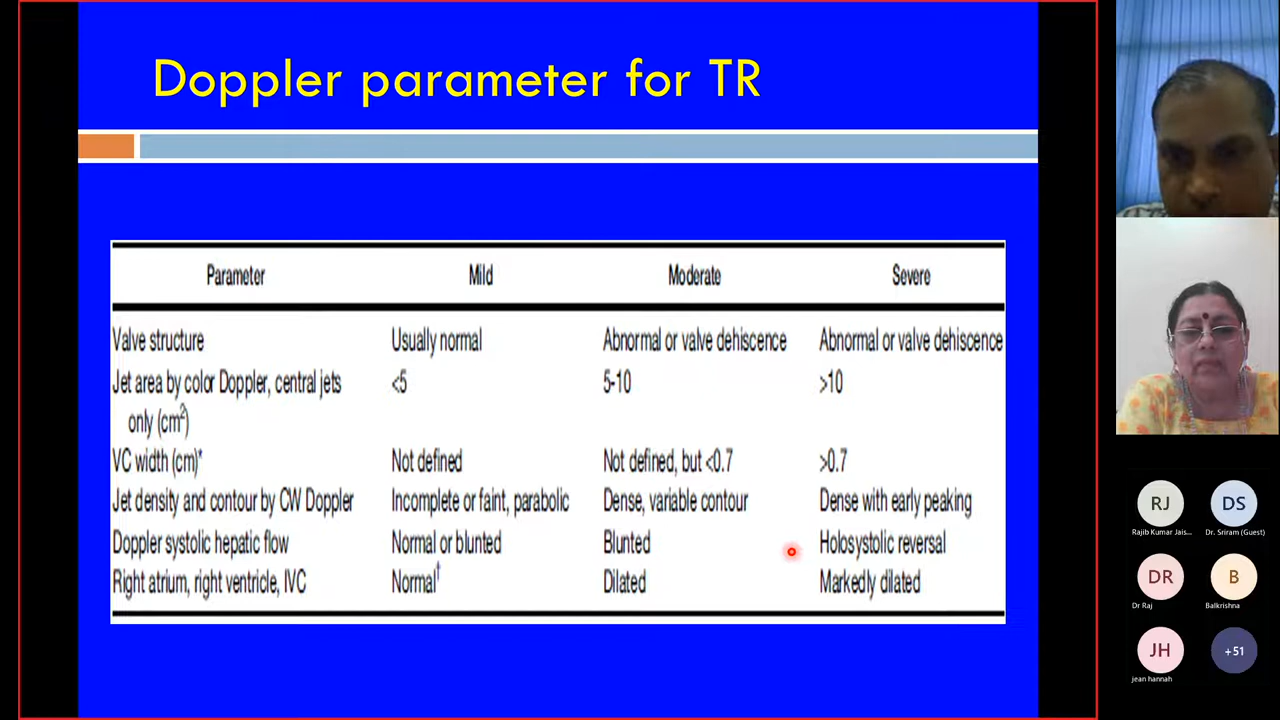 Doppler parameter for TR
Parameter Mild Moderate Severe
Valve structure Usually normal Abnormal or valve dehiscence Abnormal or valve dehiscence
Jet area by color Doppler, central jets <5 5-10 >10
only (cm²)
VC width (cm)* Not defined Not defined, but <0.7 >0.7
Jet density and contour by CW Doppler Incomplete or faint, parabolic Dense, variable contour Dense with early peaking
Doppler systolic hepatic flow Normal or blunted Blunted Holosystolic reversal
Right atrium, right ventricle, IVC Normal† Dilated Markedly dilated
RJ DS
Rajib Kumar Jais... Dr. Sriram (Guest)
DR B
Dr Raj Balkrishna
JH +51
jean hannah